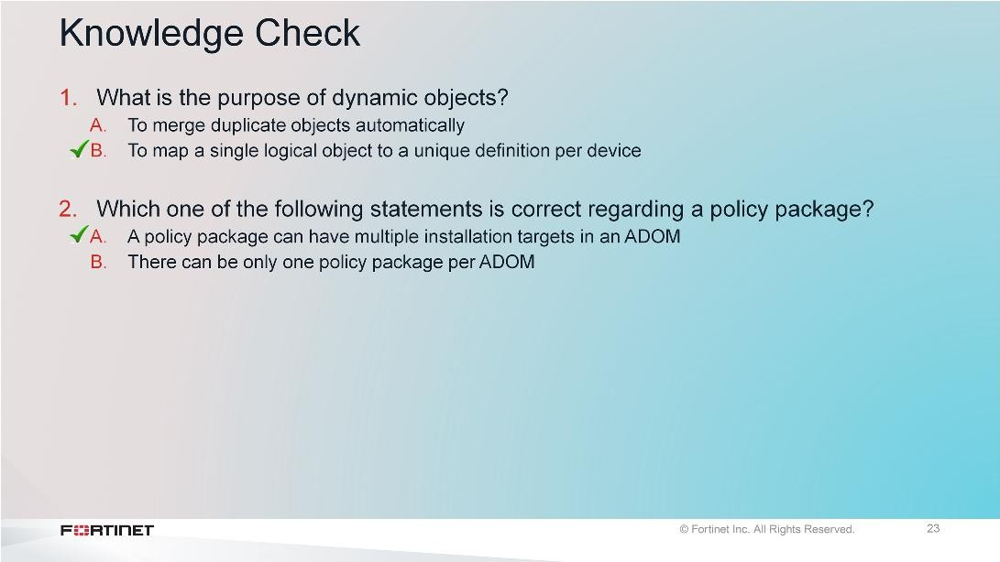 Knowledge Check
1. What is the purpose of dynamic objects?
A. To merge duplicate objects automatically
B. To map a single logical object to a unique definition per device
2. Which one of the following statements is correct regarding a policy package?
A. A policy package can have multiple installation targets in an ADOM
B. There can be only one policy package per ADOM
FORTINET
© Fortinet Inc. All Rights Reserved.
23